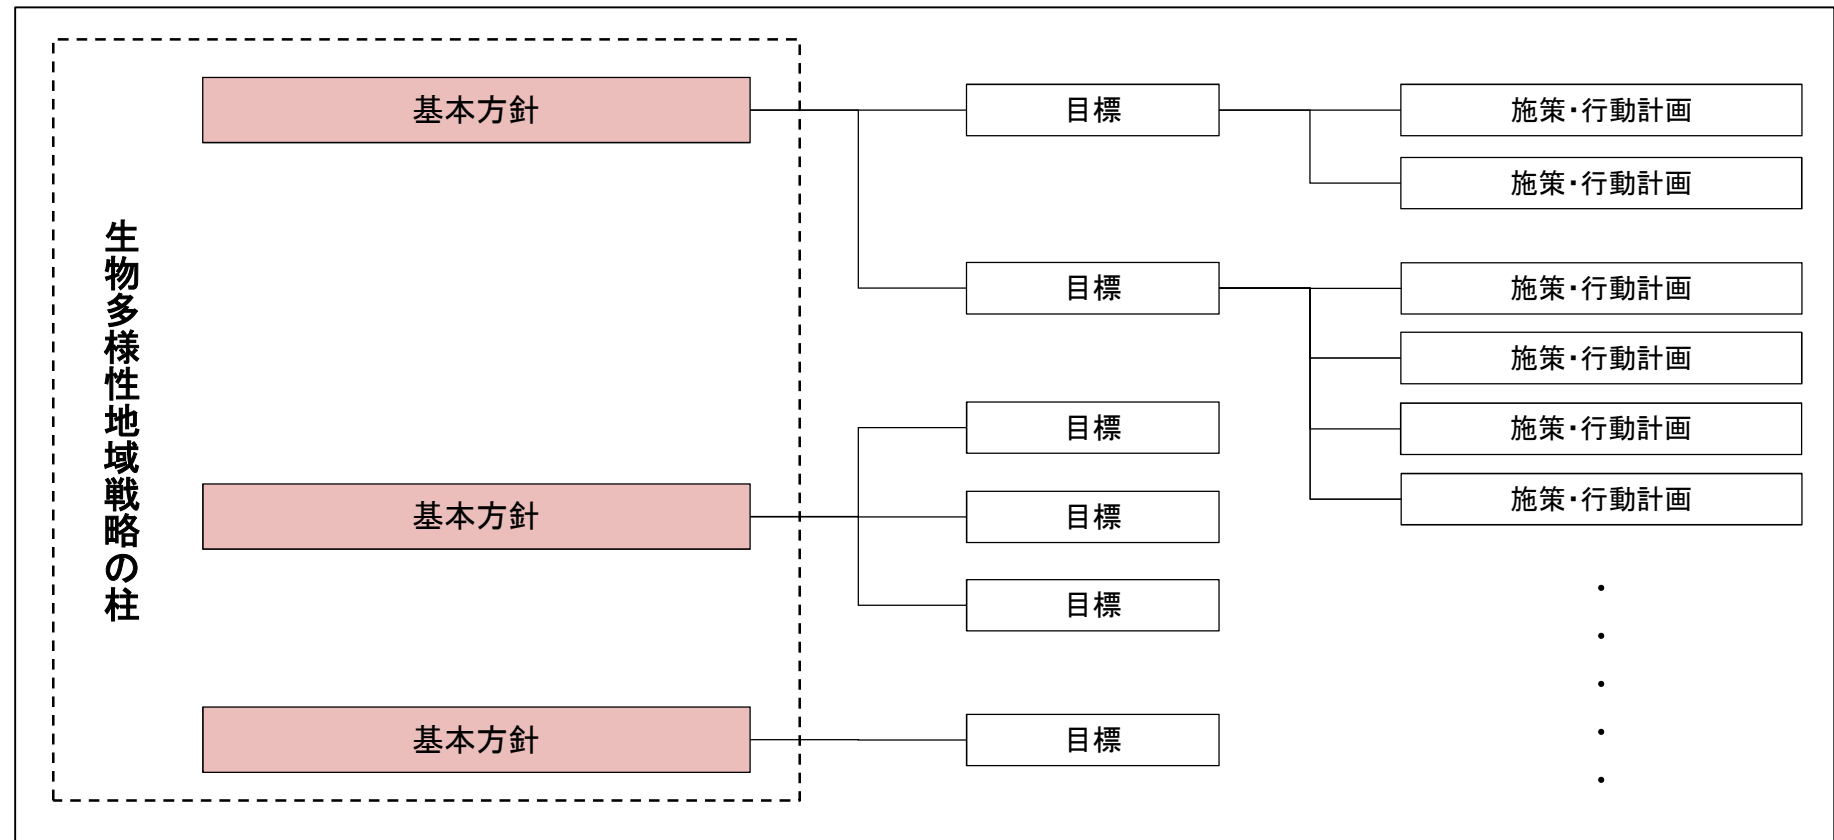 生物多様性地域戦略の柱
基本方針
目標
施策・行動計画
施策・行動計画
目標
施策・行動計画
施策・行動計画
施策・行動計画
施策・行動計画
基本方針
目標
目標
目標
基本方針
目標
・
・
・
・
・